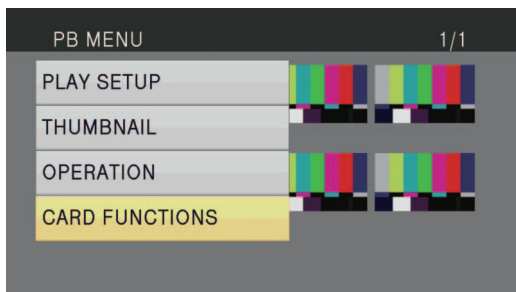 PB MENU 1/1
PLAY SETUP
THUMBNAIL
OPERATION
CARD FUNCTIONS